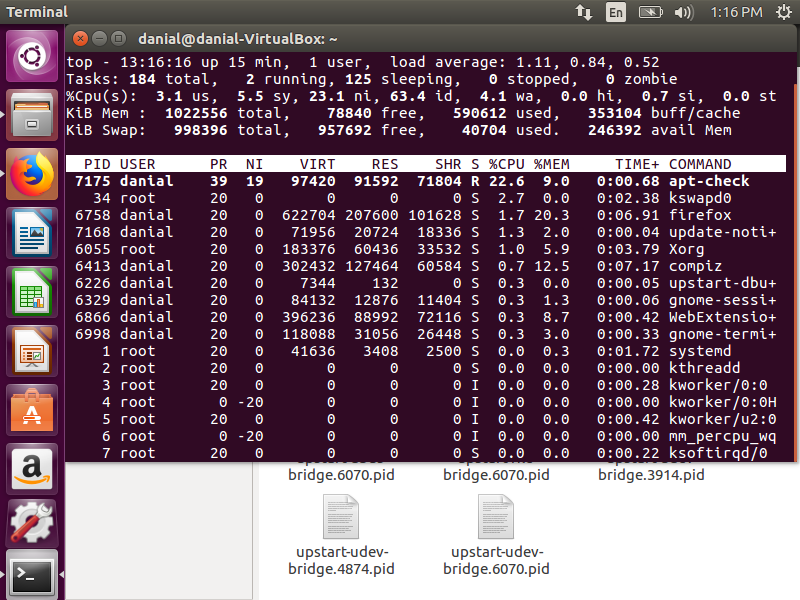 Terminal
En
1:16 PM
danial@danial-VirtualBox: ~
top - 13:16:16 up 15 min,  1 user,  load average: 1.11, 0.84, 0.52
Tasks: 184 total,   2 running, 125 sleeping,   0 stopped,   0 zombie
%Cpu(s):  3.1 us,  5.5 sy, 23.1 ni, 63.4 id,  4.1 wa,  0.0 hi,  0.7 si,  0.0 st
KiB Mem :  1022556 total,    78840 free,   590612 used,   353104 buff/cache
KiB Swap:   998396 total,   957692 free,    40704 used.   246392 avail Mem
PID USER      PR  NI    VIRT    RES    SHR S %CPU %MEM     TIME+ COMMAND
7175 danial    39  19   97420  91592  71804 R 22.6  9.0   0:00.68 apt-check
34 root      20   0       0      0      0 S  2.7  0.0   0:02.38 kswapd0
6758 danial    20   0  622704 207600 101628 S  1.7 20.3   0:06.91 firefox
7168 danial    20   0   71956  20724  18336 S  1.3  2.0   0:00.04 update-noti+
6055 root      20   0  183376  60436  33532 S  1.0  5.9   0:03.79 Xorg
6413 danial    20   0  302432 127464  60584 S  0.7 12.5   0:07.17 compiz
6226 danial    20   0    7344    132      0 S  0.3  0.0   0:00.05 upstart-dbu+
6329 danial    20   0   84132  12876  11404 S  0.3  1.3   0:00.06 gnome-sessi+
6866 danial    20   0  396236  88992  72116 S  0.3  8.7   0:00.42 WebExtensio+
6998 danial    20   0  118088  31056  26448 S  0.3  3.0   0:00.33 gnome-termi+
1 root      20   0   41636   3408   2500 S  0.0  0.3   0:01.72 systemd
2 root      20   0       0      0      0 S  0.0  0.0   0:00.00 kthreadd
3 root      20   0       0      0      0 I  0.0  0.0   0:00.28 kworker/0:0
4 root       0 -20       0      0      0 I  0.0  0.0   0:00.00 kworker/0:0H
5 root      20   0       0      0      0 I  0.0  0.0   0:00.42 kworker/u2:0
6 root       0 -20       0      0      0 I  0.0  0.0   0:00.00 mm_percpu_wq
7 root      20   0       0      0      0 S  0.0  0.0   0:00.22 ksoftirqd/0
bridge.6070.pid
bridge.6070.pid
bridge.3914.pid
upstart-udev-
bridge.4874.pid
upstart-udev-
bridge.6070.pid